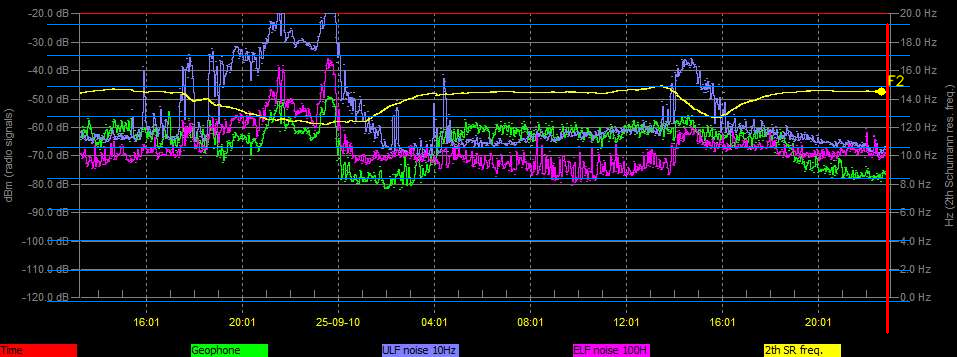 -20.0 dB 20.0 Hz
-30.0 dB 18.0 Hz
-40.0 dB 16.0 Hz
F2
-50.0 dB 14.0 Hz
-60.0 dB 12.0 Hz
-70.0 dB 10.0 Hz
-80.0 dB 8.0 Hz
-90.0 dB 6.0 Hz
-100.0 dB 4.0 Hz
-110.0 dB 2.0 Hz
-120.0 dB 0.0 Hz
dBm (radio signals)
Hz (2th Schumann res. freq.)
16:01 20:01 25-09-10 04:01 08:01 12:01 16:01 20:01
Time Geophone ULF noise 10Hz ELF noise 100H 2th SR freq.